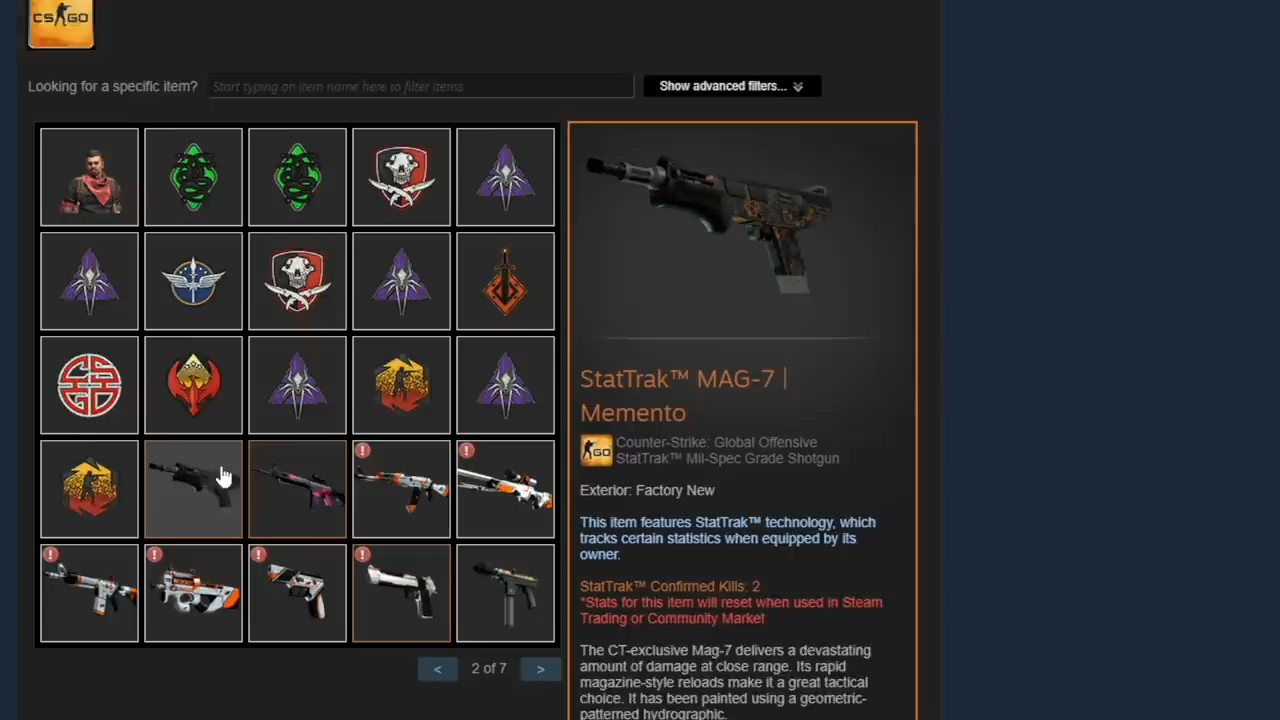 CS GO
Looking for a specific item?
Start typing an item name here to filter items
Show advanced filters...
StatTrak™ MAG-7 |
Memento
GO
Counter-Strike: Global Offensive
StatTrak™ Mil-Spec Grade Shotgun
Exterior: Factory New
This item features StatTrak™ technology, which
tracks certain statistics when equipped by its
owner.
StatTrak™ Confirmed Kills: 2
*Stats for this item will reset when used in Steam
Trading or Community Market
The CT-exclusive Mag-7 delivers a devastating
amount of damage at close range. Its rapid
magazine-style reloads make it a great tactical
choice. It has been painted using a geometric-
patterned hydrographic.
CS
GO
! !
! ! ! !
< 2 of 7 >